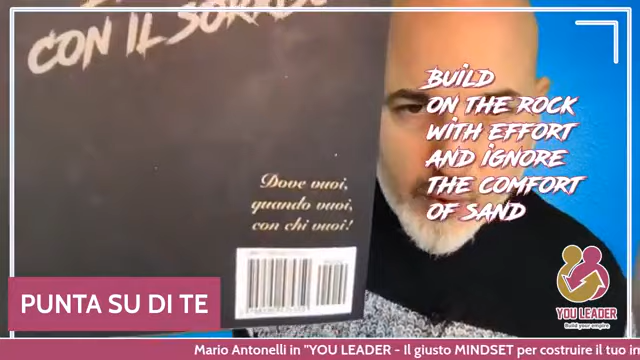 CON IL SORRISO
Dove vuoi,
quando vuoi,
con chi vuoi!
BUILD
ON THE ROCK
WITH EFFORT
AND IGNORE
THE COMFORT
OF SAND
YOU LEADER
Build your empire
PUNTA SU DI TE
Mario Antonelli in "YOU LEADER - Il giusto MINDSET per costruire il tuo im